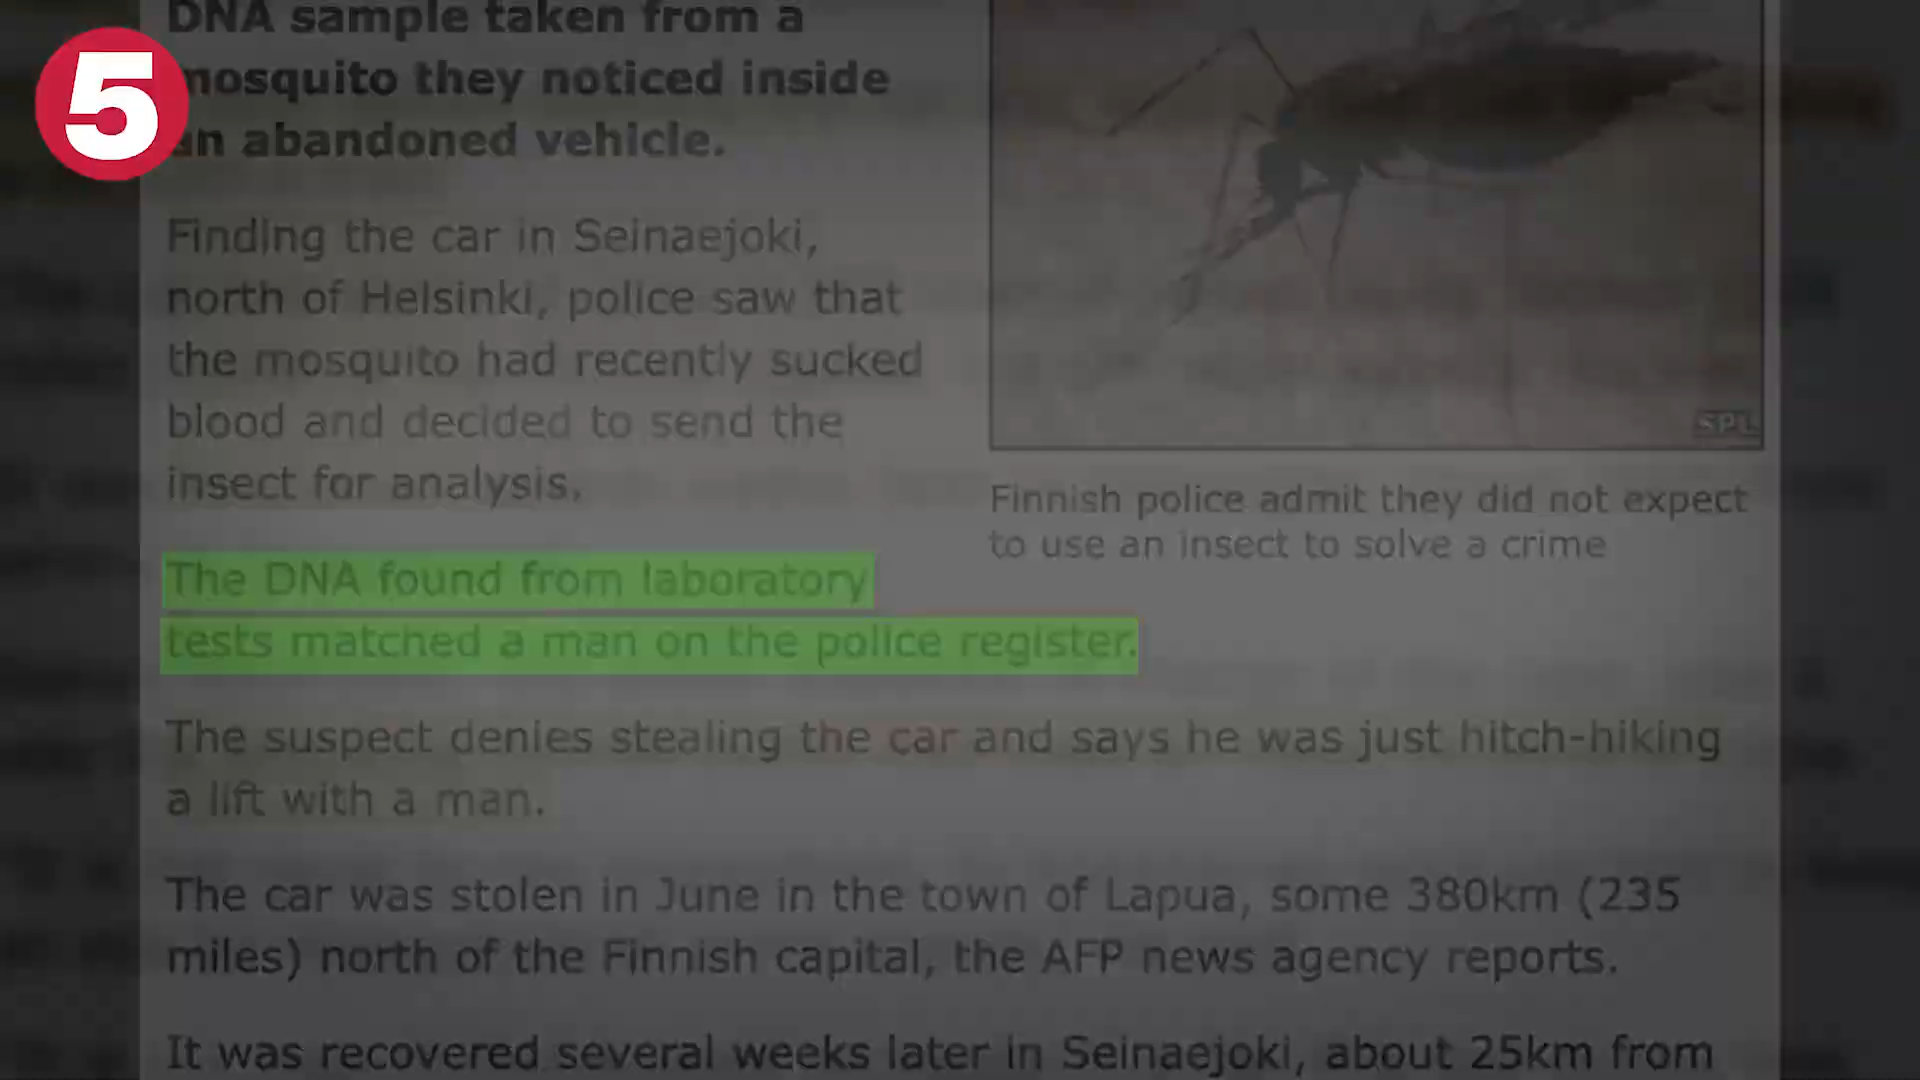 5
DNA sample taken from a
mosquito they noticed inside
an abandoned vehicle.
Finding the car in Seinaejoki,
north of Helsinki, police saw that
the mosquito had recently sucked
blood and decided to send the
insect for analysis.
SPL
Finnish police admit they did not expect
to use an insect to solve a crime
The DNA found from laboratory
tests matched a man on the police register.
The suspect denies stealing the car and says he was just hitch-hiking
a lift with a man.
The car was stolen in June in the town of Lapua, some 380km (235
miles) north of the Finnish capital, the AFP news agency reports.
It was recovered several weeks later in Seinaejoki, about 25km from